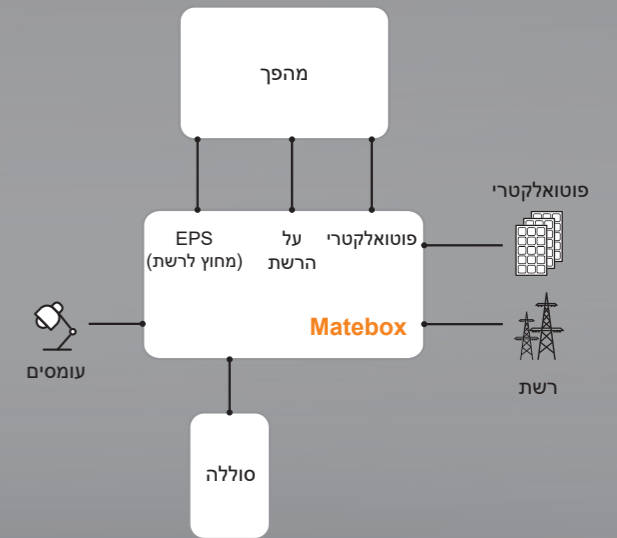 מהפך
פוטואלקטרי
פוטואלקטרי
על
הרשת
EPS
(מחוץ לרשת)
Matebox
עומסים
רשת
סוללה